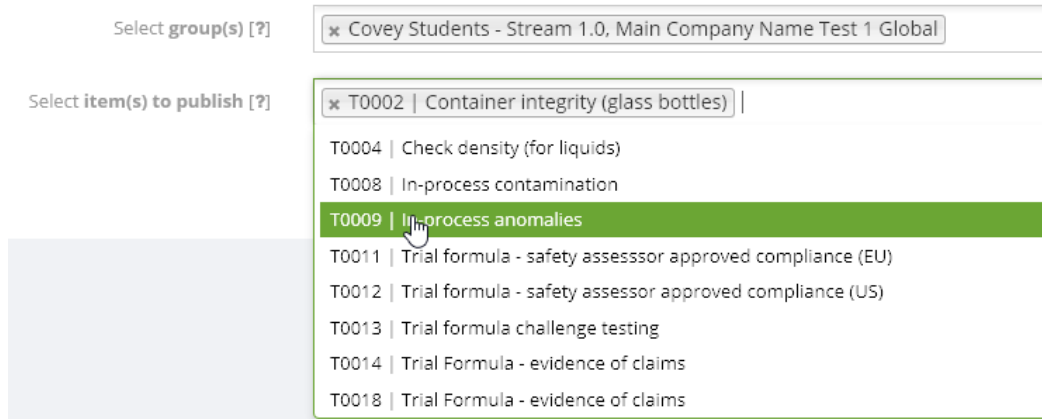 Select group(s) [?]
× Covey Students - Stream 1.0, Main Company Name Test 1 Global
Select item(s) to publish [?]
× T0002 | Container integrity (glass bottles)
T0004 | Check density (for liquids)
T0008 | In-process contamination
T0009 | In-process anomalies
T0011 | Trial formula - safety assesssor approved compliance (EU)
T0012 | Trial formula - safety assessor approved compliance (US)
T0013 | Trial formula challenge testing
T0014 | Trial Formula - evidence of claims
T0018 | Trial Formula - evidence of claims